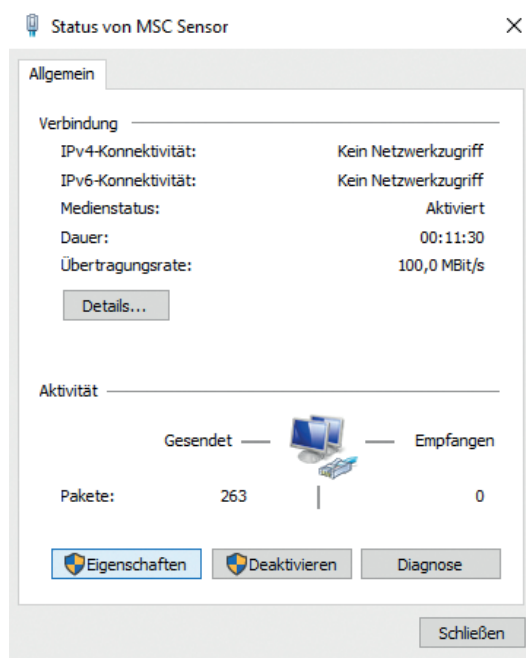 Status von MSC Sensor
Allgemein
Verbindung
IPv4-Konnektivität: Kein Netzwerkzugriff
IPv6-Konnektivität: Kein Netzwerkzugriff
Medienstatus: Aktiviert
Dauer: 00:11:30
Übertragungsrate: 100,0 MBit/s
Details...
Aktivität
Gesendet Empfangen
Pakete: 263 0
Eigenschaften Deaktivieren Diagnose
Schließen